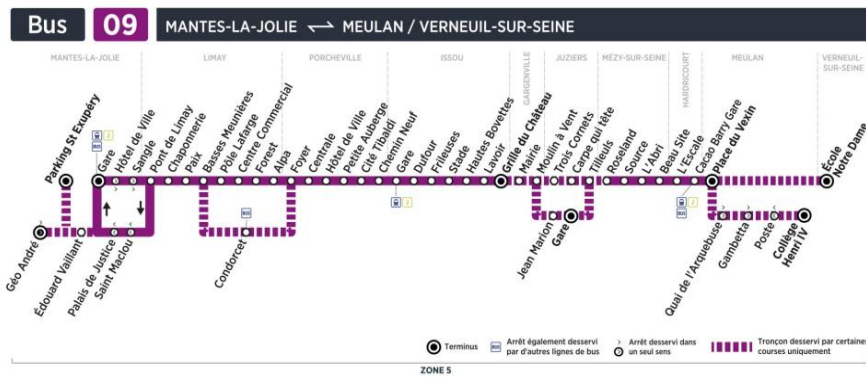 Bus 09 MANTES-LA-JOLIE MEULAN / VERNEUIL-SUR-SEINE
MANTES-LA-JOLIE
LIMAY
PORCHEVILLE
ISSOU
GARGENVILLE
JUZIERS
MÉZY-SUR-SEINE
HARDRICOURT
MEULAN
VERNEUIL-
SUR-SEINE
Parking St Exupéry
Gare
Hôtel de Ville
Sangle
Pont de Limay
Chaponnerie
Paix
Basses Meunières
Pôle Lafarge
Centre Commercial
Forest
Alpa
Foyer
Centrale
Hôtel de Ville
Petite Auberge
Cité Tibaldi
Chemin Neuf
Gare
Dufour
Frileuses
Stade
Hautes Bovettes
Lavoir
Grille du Château
Mairie
Moulin à Vent
Trois Cornets
Carpe qui tête
Tilleuls
Roseland
Source
L'Abri
Beau Site
L'Escale
Cacao Barry Gare
Place du Vexin
École
Notre Dame
BUS
BUS
BUS
Géo André
Édouard Vaillant
Palais de Justice
Saint Maclou
Condorcet
Jean Marion
Gare
Quai de l'Arquebuse
Gambetta
Poste
Collège
Henri IV
Terminus
BUS
Arrêt également desservi
par d'autres lignes de bus
Arrêt desservi dans
un seul sens
Tronçon desservi par certaine
courses uniquement
ZONE 5